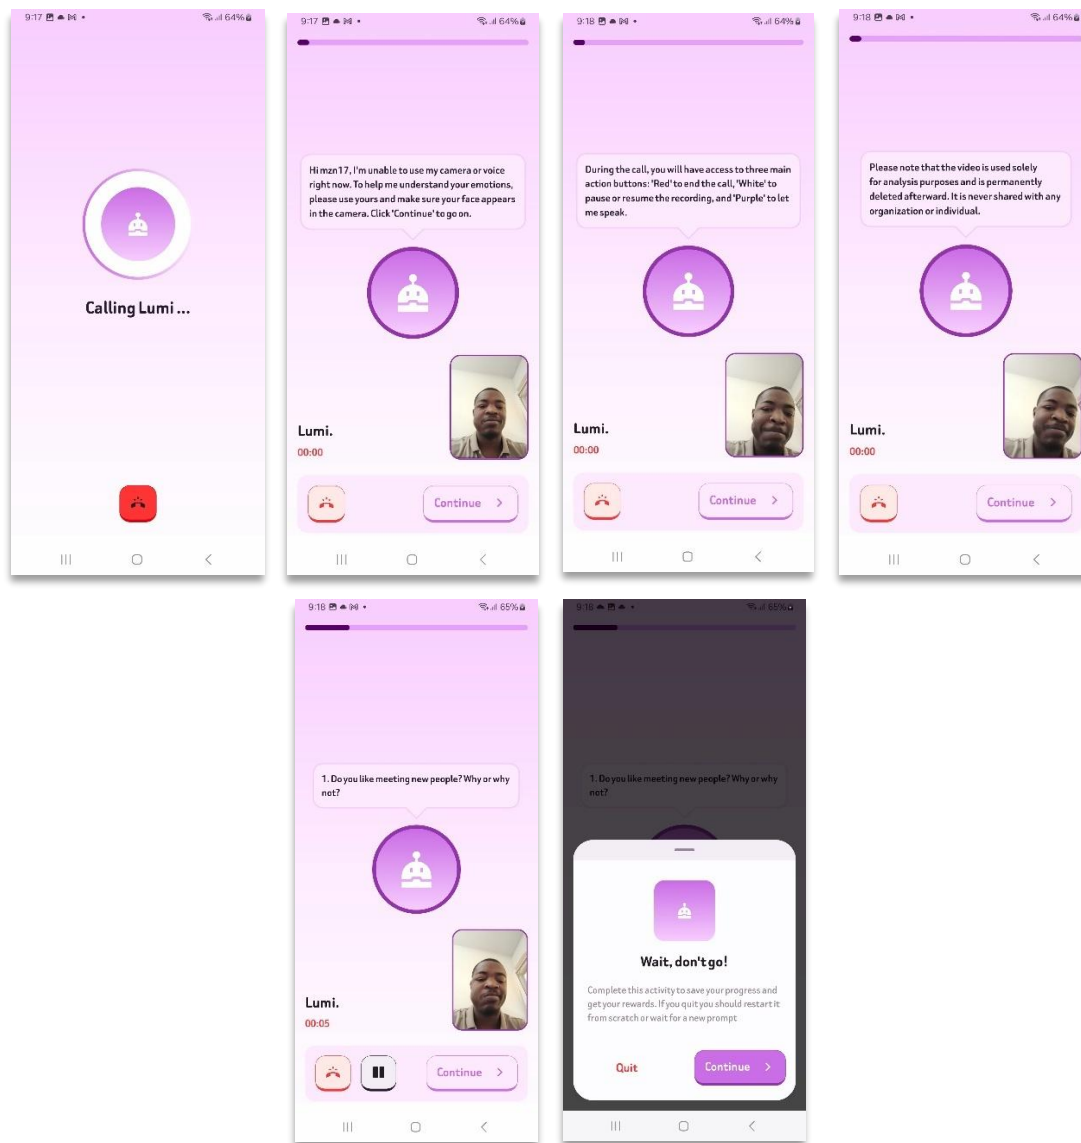 9:17
64%
Calling Lumi ...
9:17
64%
Hi mzn17, I'm unable to use my camera or voice
right now. To help me understand your emotions,
please use yours and make sure your face appears
in the camera. Click 'Continue' to go on.
Lumi.
00:00
Continue >
9:18
64%
During the call, you will have access to three main
action buttons: 'Red' to end the call, 'White' to
pause or resume the recording, and 'Purple' to let
me speak.
Lumi.
00:00
Continue >
9:18
64%
Please note that the video is used solely
for analysis purposes and is permanently
deleted afterward. It is never shared with any
organization or individual.
Lumi.
00:00
Continue >
9:18
65%
1. Do you like meeting new people? Why or why
not?
Lumi.
00:05
Continue >
9:18
65%
1. Do you like meeting new people? Why or why
not?
Wait, don't go!
Complete this activity to save your progress and
get your rewards. If you quit you should restart it
from scratch or wait for a new prompt
Quit
Continue >